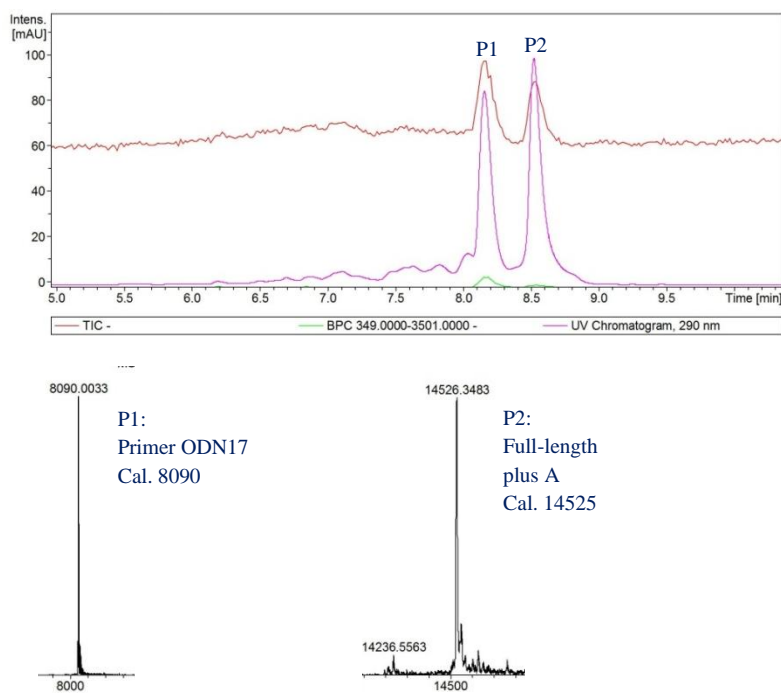 Intens.
[mAU]
P1
P2
100
80
60
40
20
0
5.0 5.5 6.0 6.5 7.0 7.5 8.0 8.5 9.0 9.5 Time [min]
TIC - BPC 349.0000-3501.0000 - UV Chromatogram, 290 nm
8090.0033
14526.3483
P1:
Primer ODN17
Cal. 8090
P2:
Full-length
plus A
Cal. 14525
14236.5563
8000
14500